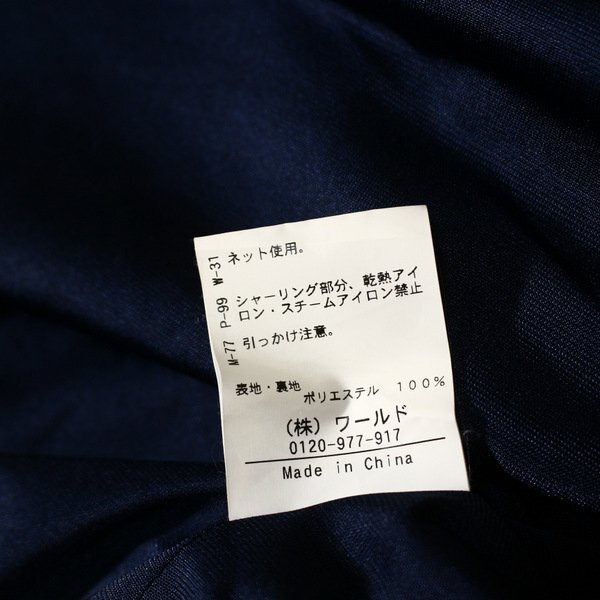 ネット使用。
シャーリング部分、乾熱アイ
ロン・スチームアイロン禁止
引っかけ注意。
W-77 P-99 W-31
表地・裏地
ポリエステル 100%
(株) ワールド
0120-977-917
Made in China